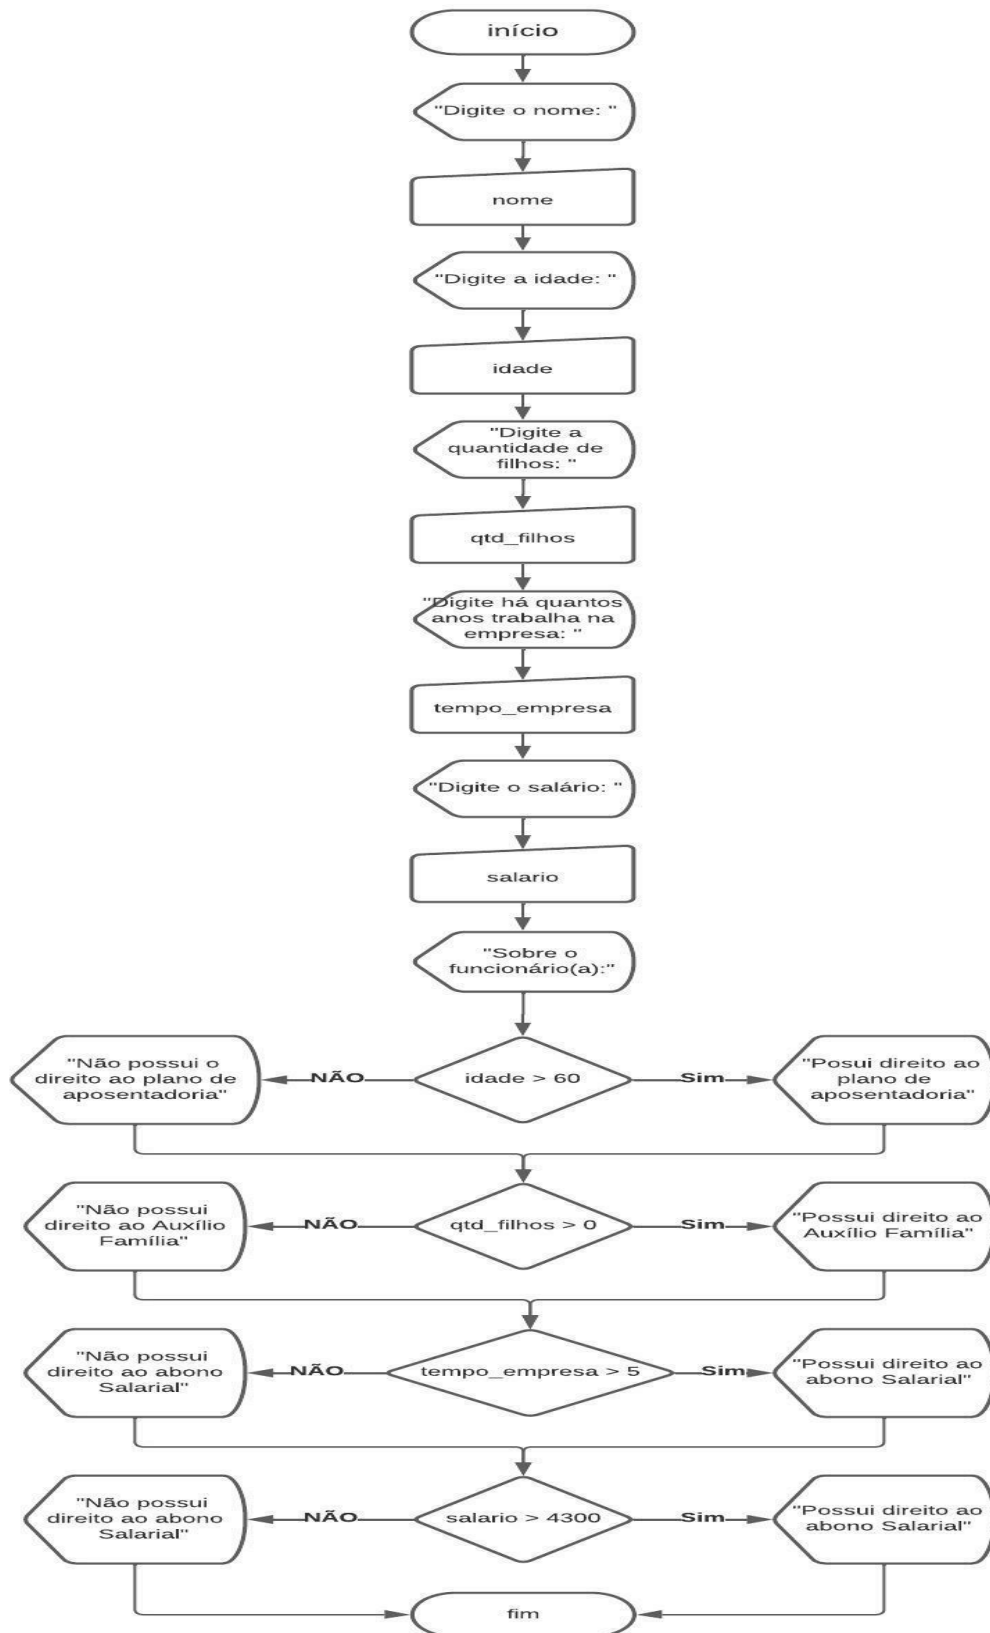 início
"Digite o nome: "
nome
"Digite a idade: "
idade
"Digite a
quantidade de
filhos: "
qtd_filhos
"Digite há quantos
anos trabalha na
empresa: "
tempo_empresa
"Digite o salário: "
salario
"Sobre o
funcionário(a):"
"Não possui o
direito ao plano de
aposentadoria"
NÃO
idade > 60
Sim
"Posui direito ao
plano de
aposentadoria"
"Não possui
direito ao Auxílio
Família"
NÃO
qtd_filhos > 0
Sim
"Possui direito ao
Auxílio Família"
"Não possui
direito ao abono
Salarial"
NÃO
tempo_empresa > 5
Sim
"Possui direito ao
abono Salarial"
"Não possui
direito ao abono
Salarial"
NÃO
salario > 4300
Sim
"Possui direito ao
abono Salarial"
fim